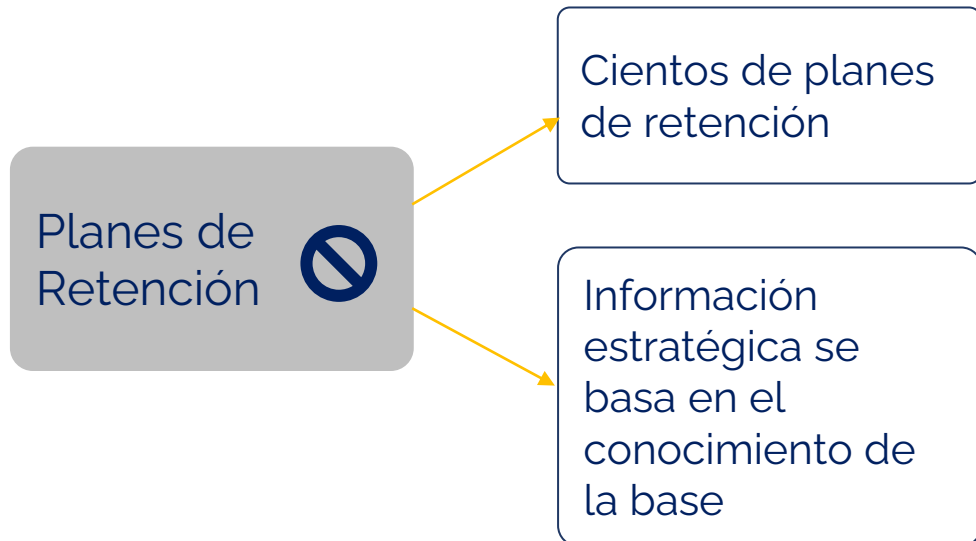 Planes de
Retención
Cientos de planes
de retención
Información
estratégica se
basa en el
conocimiento de
la base